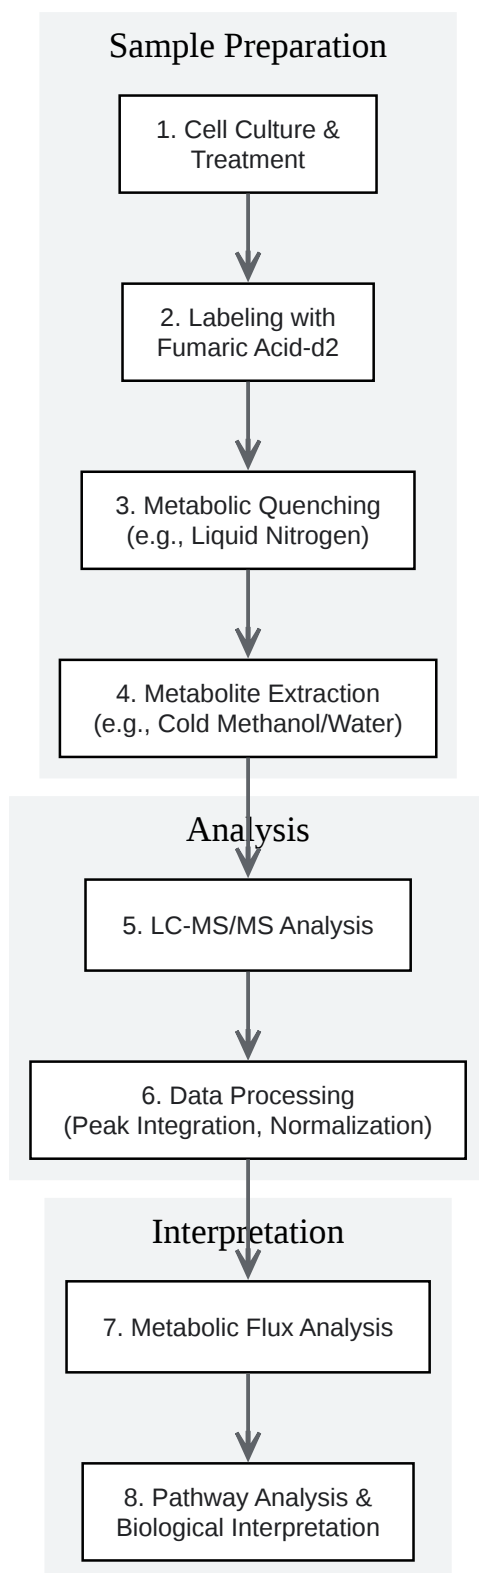 Sample Preparation
1. Cell Culture &
Treatment
2. Labeling with
Fumaric Acid-d2
3. Metabolic Quenching
(e.g., Liquid Nitrogen)
4. Metabolite Extraction
(e.g., Cold Methanol/Water)
Analysis
5. LC-MS/MS Analysis
6. Data Processing
(Peak Integration, Normalization)
Interpretation
7. Metabolic Flux Analysis
8. Pathway Analysis &
Biological Interpretation